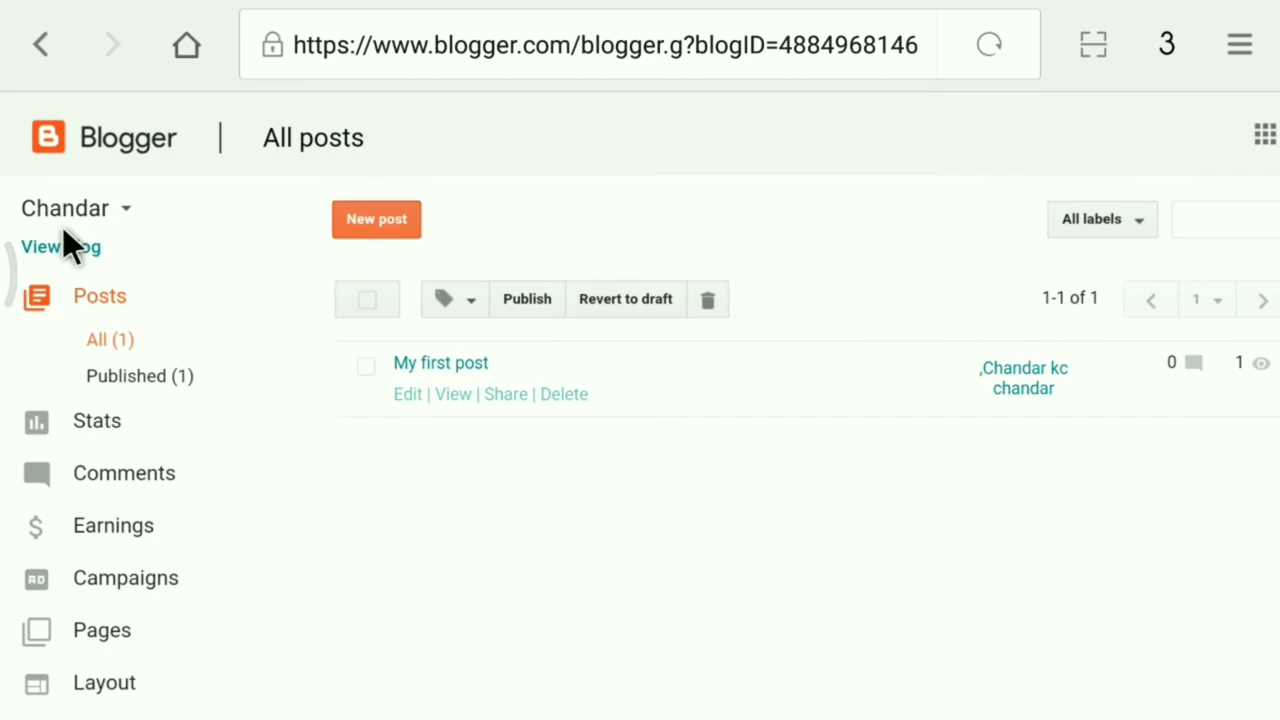 https://www.blogger.com/blogger.g?blogID=4884968146
3
Blogger | All posts
Chandar
View
New post
All labels
Posts
Publish
Revert to draft
1-1 of 1
1
All (1)
My first post
,Chandar kc
chandar
0
1
Published (1)
Edit | View | Share | Delete
Stats
Comments
$ Earnings
AD Campaigns
Pages
Layout